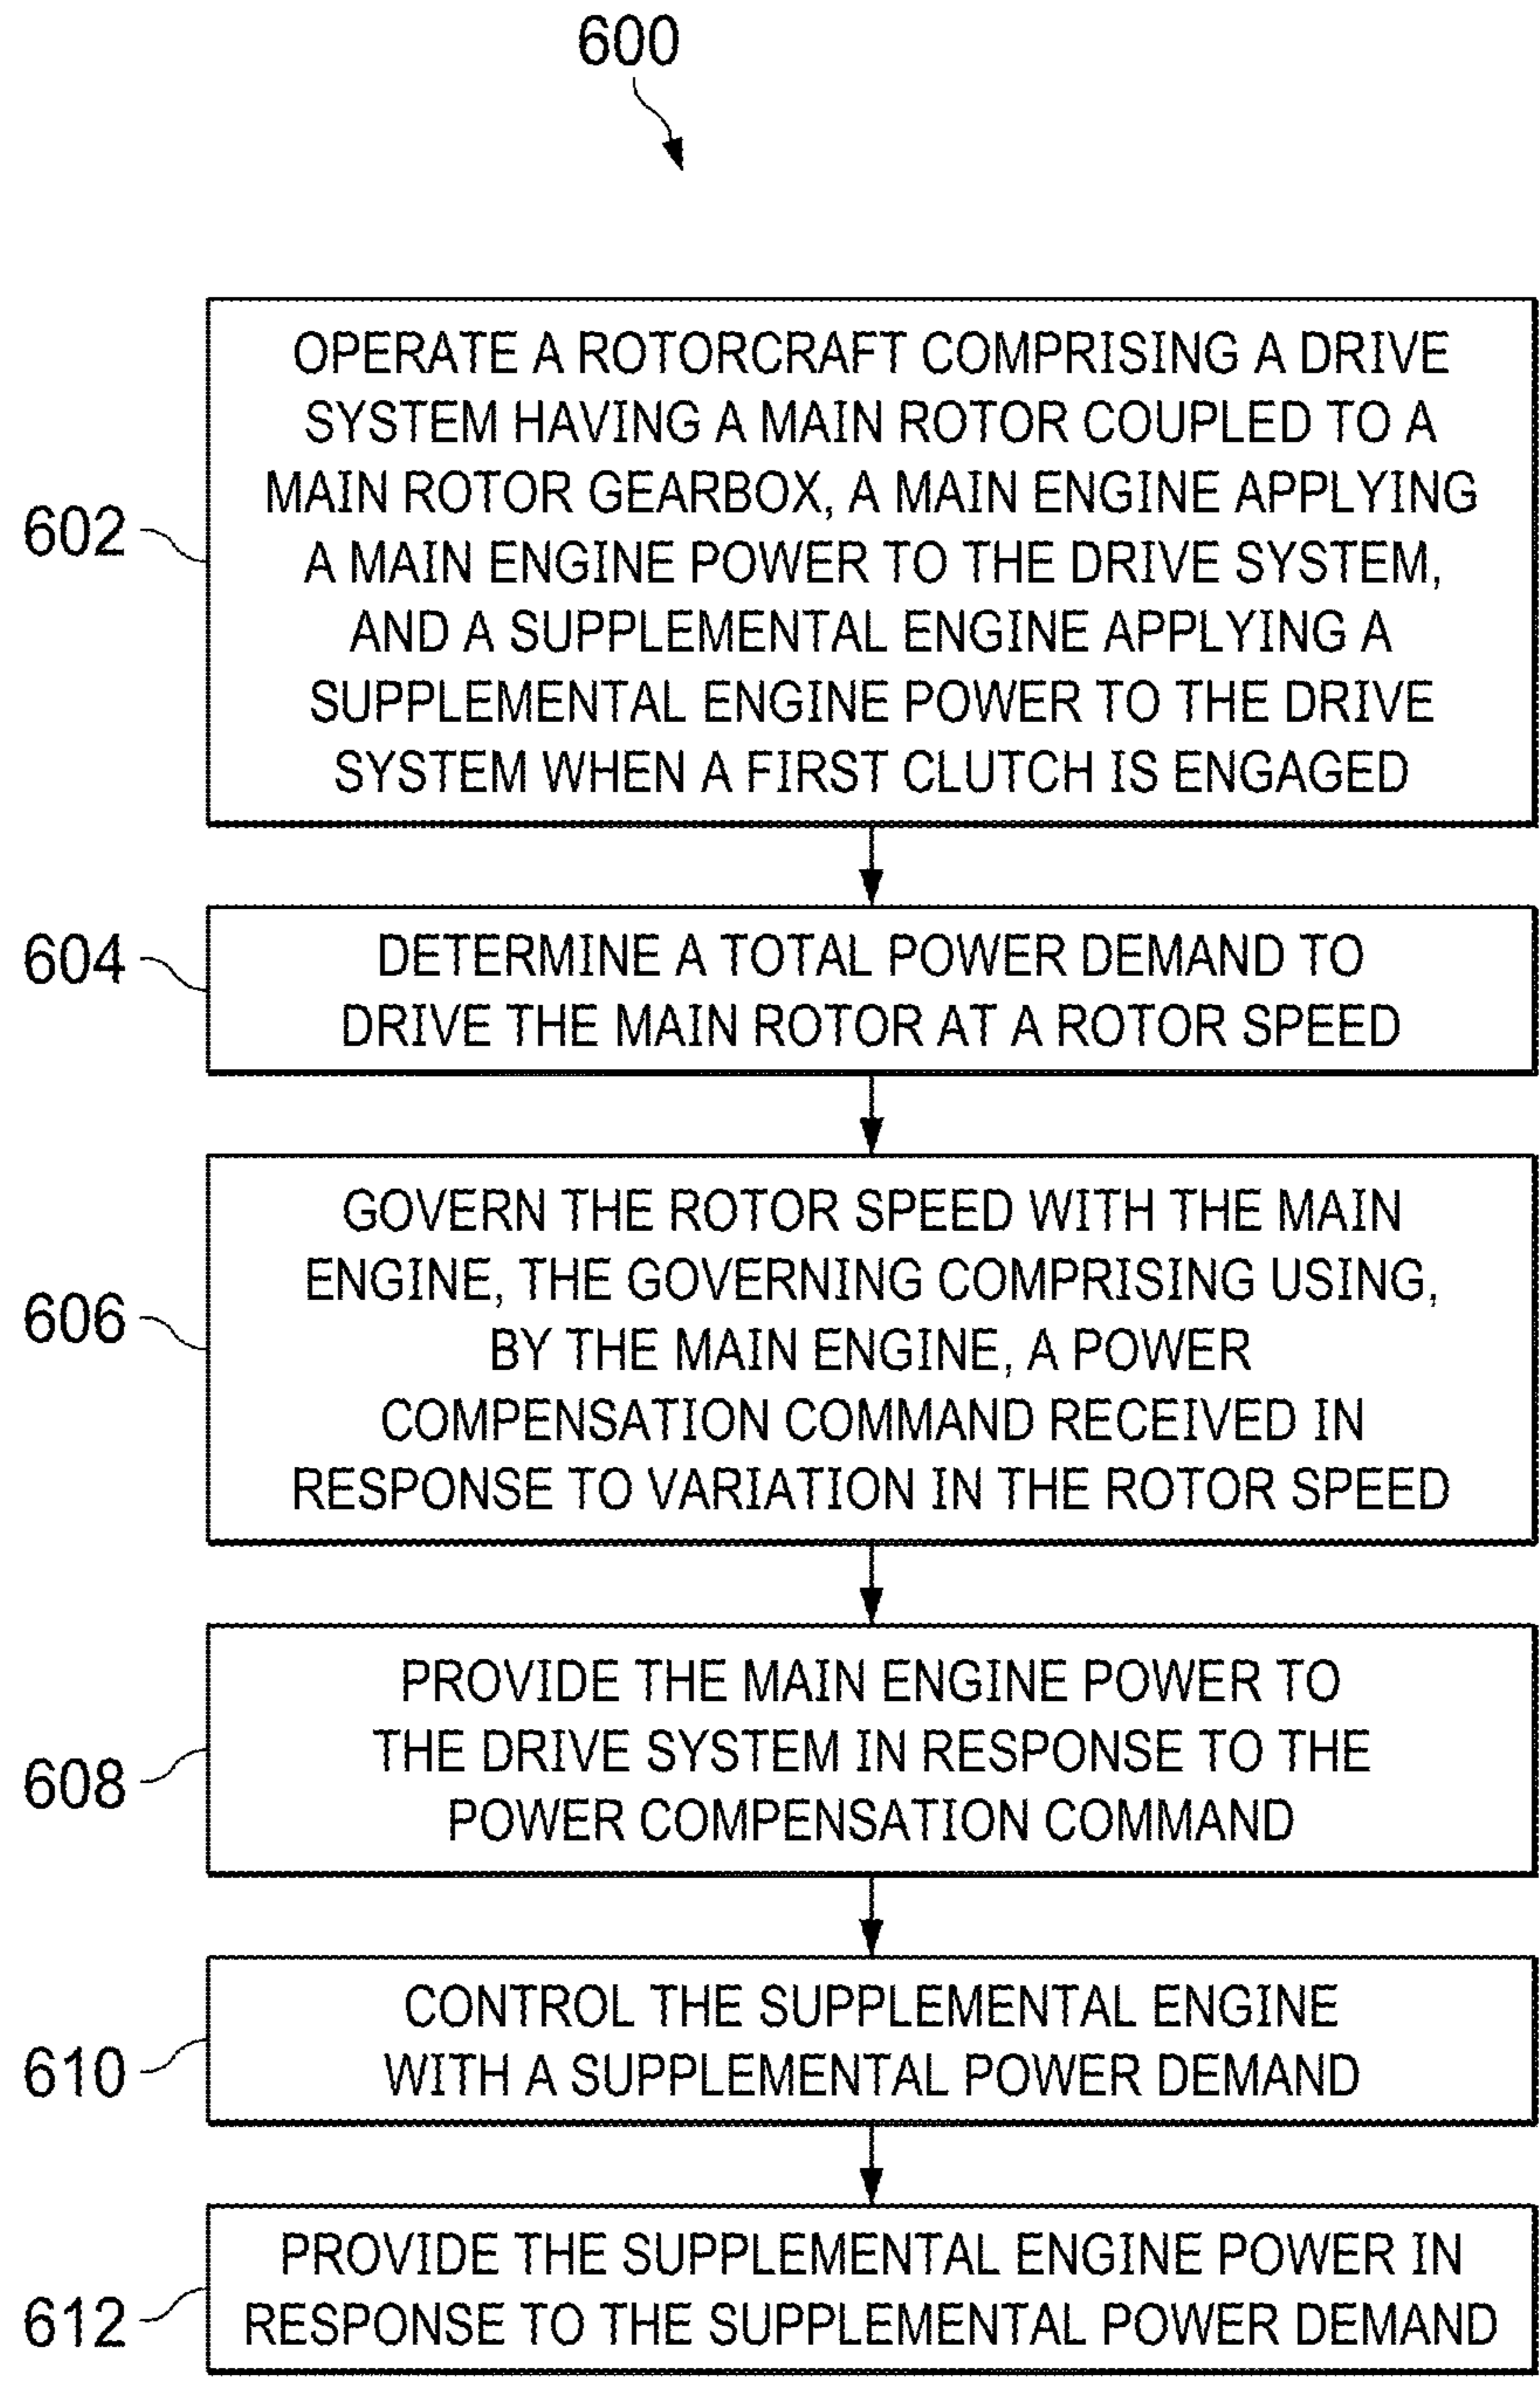 600
602
OPERATE A ROTORCRAFT COMPRISING A DRIVE
SYSTEM HAVING A MAIN ROTOR COUPLED TO A
MAIN ROTOR GEARBOX, A MAIN ENGINE APPLYING
A MAIN ENGINE POWER TO THE DRIVE SYSTEM,
AND A SUPPLEMENTAL ENGINE APPLYING A
SUPPLEMENTAL ENGINE POWER TO THE DRIVE
SYSTEM WHEN A FIRST CLUTCH IS ENGAGED
604
DETERMINE A TOTAL POWER DEMAND TO
DRIVE THE MAIN ROTOR AT A ROTOR SPEED
606
GOVERN THE ROTOR SPEED WITH THE MAIN
ENGINE, THE GOVERNING COMPRISING USING,
BY THE MAIN ENGINE, A POWER
COMPENSATION COMMAND RECEIVED IN
RESPONSE TO VARIATION IN THE ROTOR SPEED
608
PROVIDE THE MAIN ENGINE POWER TO
THE DRIVE SYSTEM IN RESPONSE TO THE
POWER COMPENSATION COMMAND
610
CONTROL THE SUPPLEMENTAL ENGINE
WITH A SUPPLEMENTAL POWER DEMAND
612
PROVIDE THE SUPPLEMENTAL ENGINE POWER IN
RESPONSE TO THE SUPPLEMENTAL POWER DEMAND